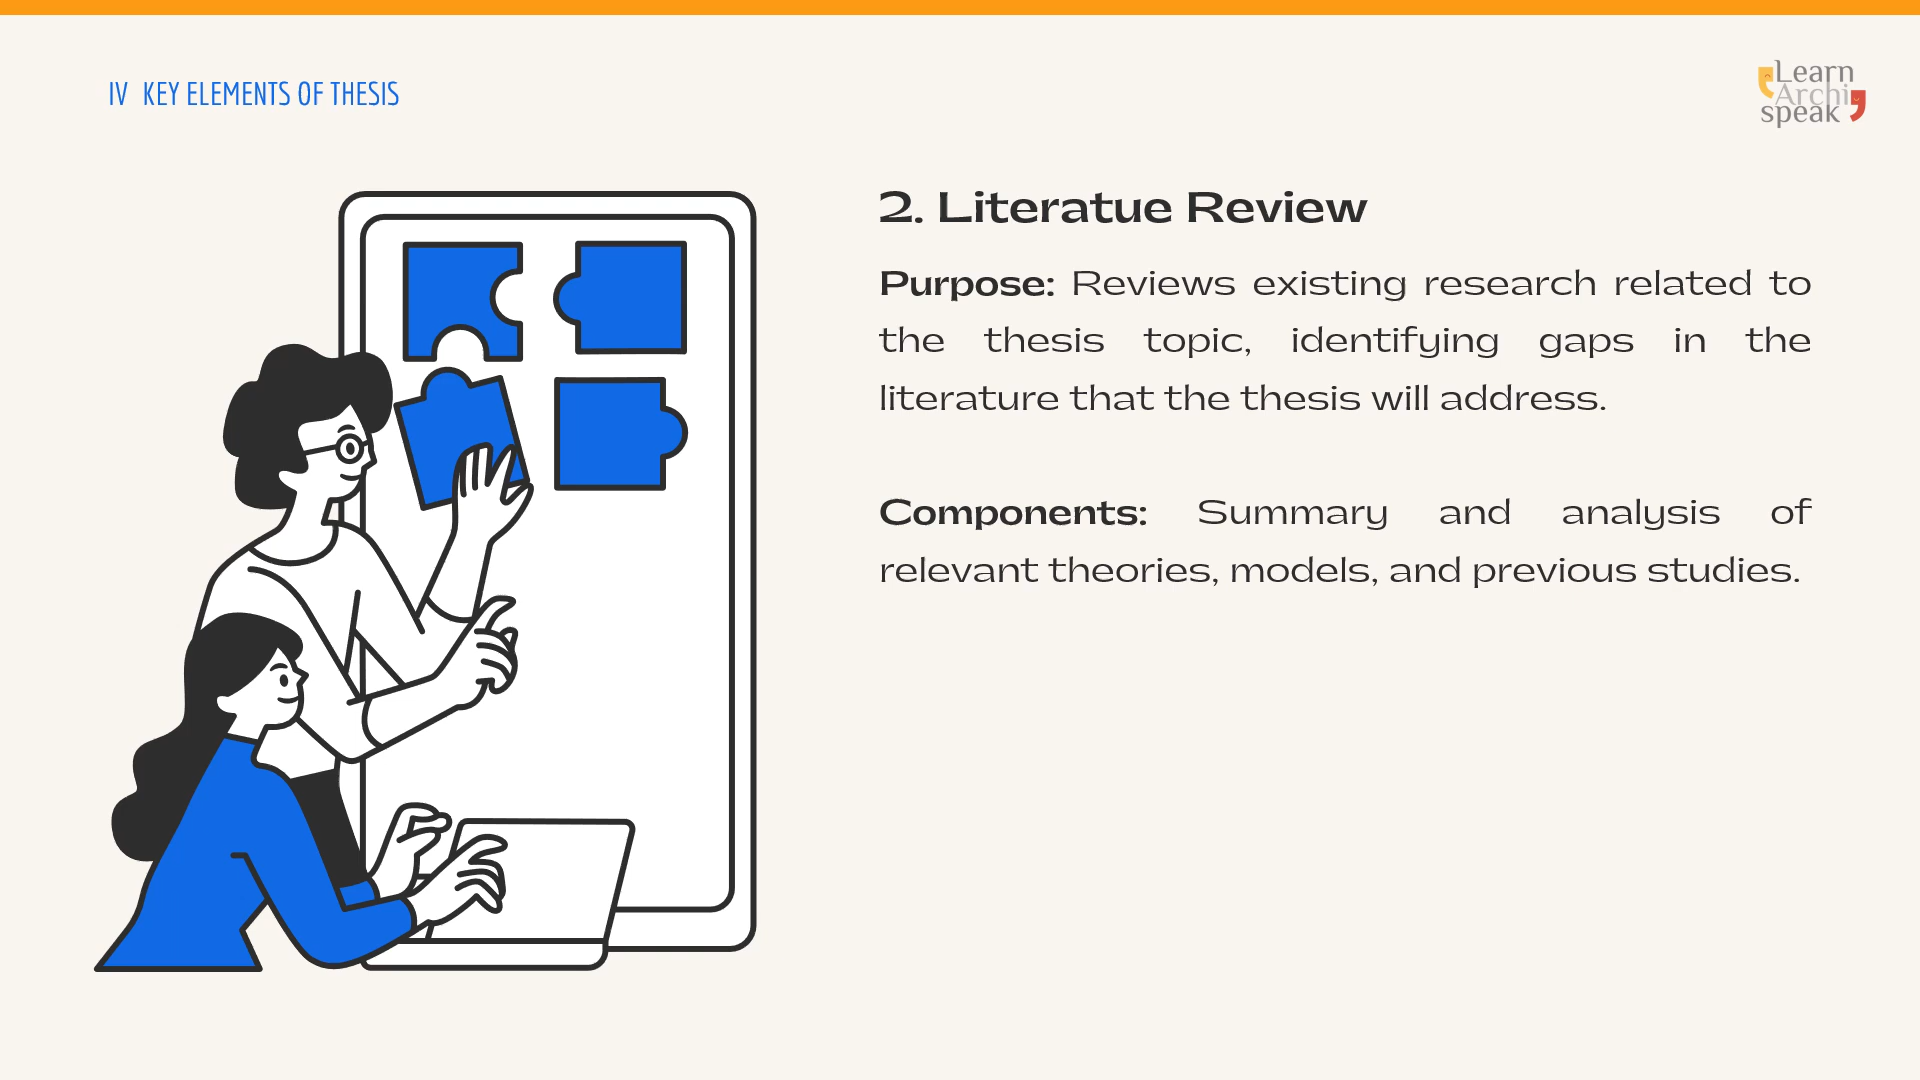 IV KEY ELEMENTS OF THESIS
Learn
Archi
speak
2. Literatue Review
Purpose: Reviews existing research related to
the thesis topic, identifying gaps in the
literature that the thesis will address.
Components: Summary and analysis of
relevant theories, models, and previous studies.